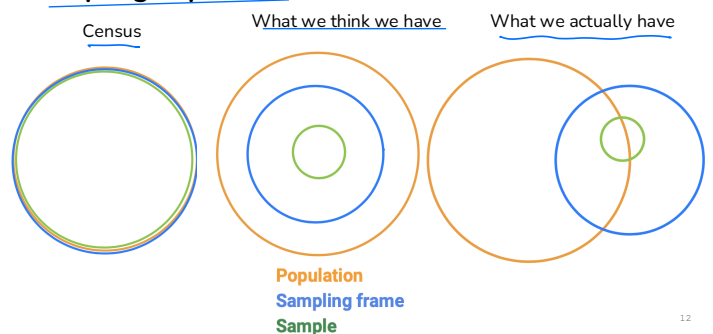 Census
What we think we have
What we actually have
Population
Sampling frame
Sample
12